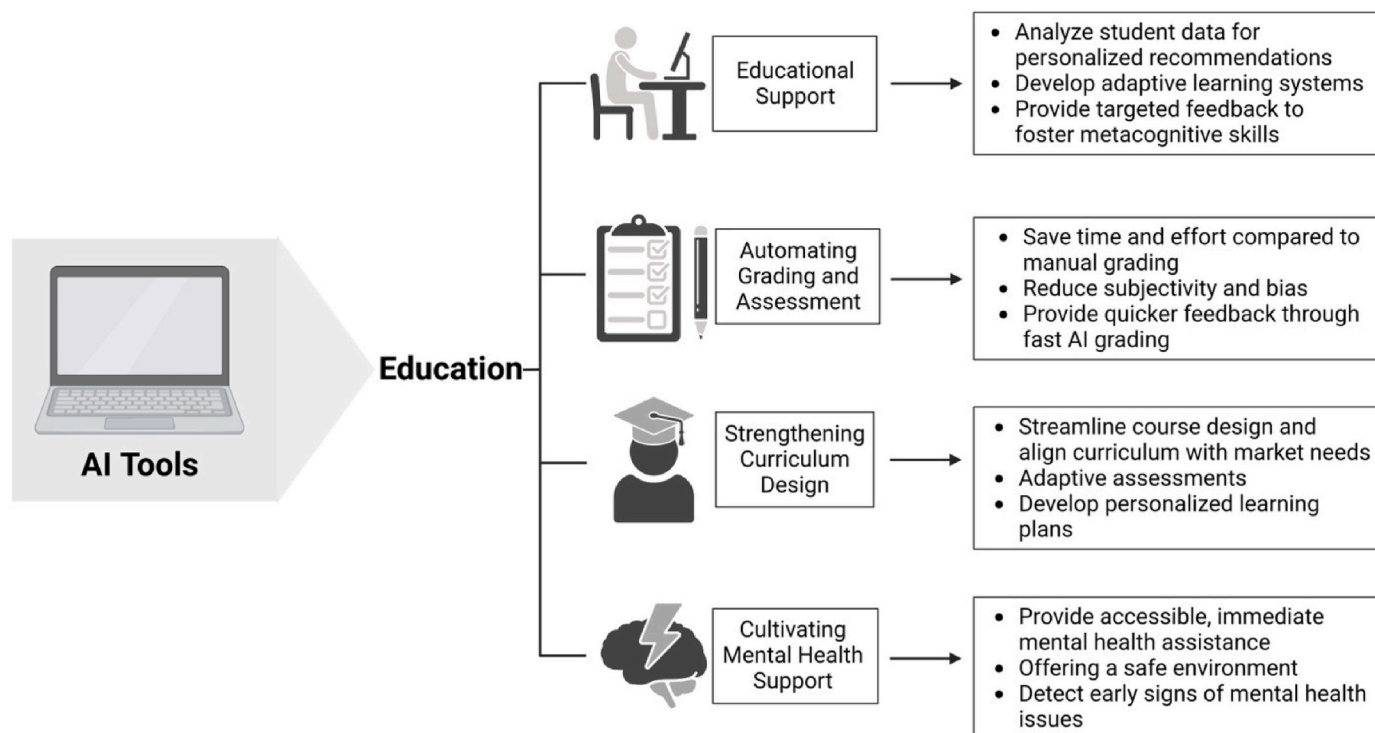 AI Tools
Education
Educational
Support
• Analyze student data for
personalized recommendations
• Develop adaptive learning systems
• Provide targeted feedback to
foster metacognitive skills
Automating
Grading and
Assessment
• Save time and effort compared to
manual grading
• Reduce subjectivity and bias
• Provide quicker feedback through
fast AI grading
Strengthening
Curriculum
Design
• Streamline course design and
align curriculum with market needs
• Adaptive assessments
• Develop personalized learning
plans
Cultivating
Mental Health
Support
• Provide accessible, immediate
mental health assistance
• Offering a safe environment
• Detect early signs of mental health
issues